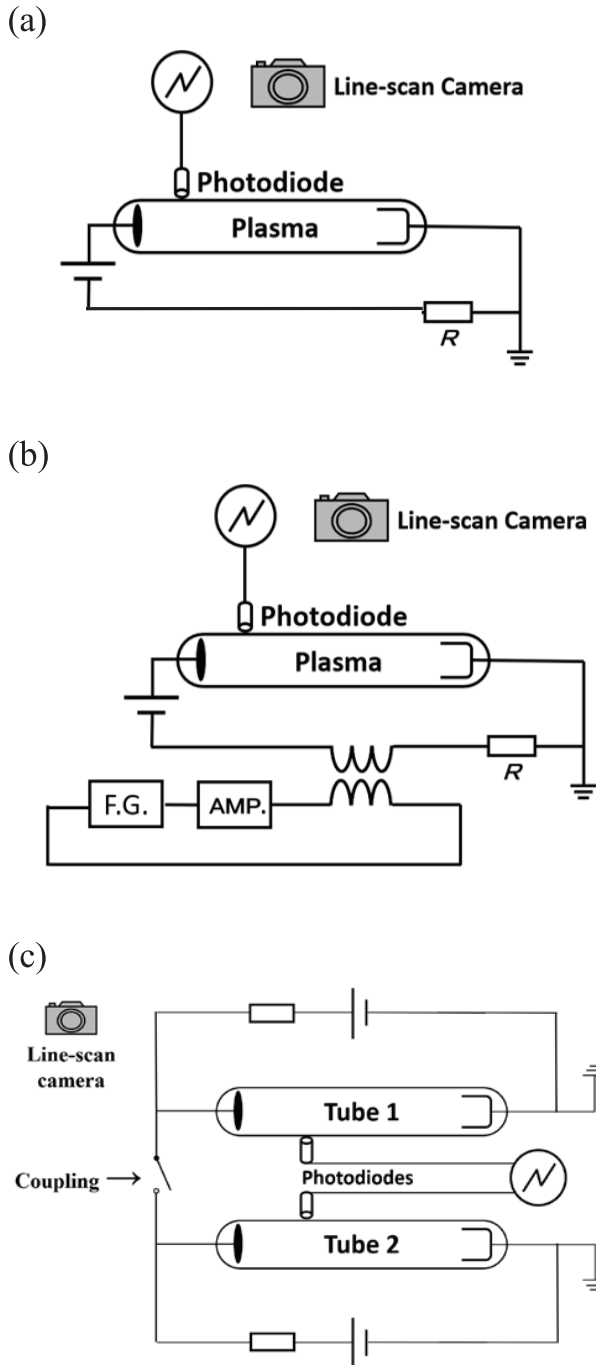 (a)
Line-scan Camera
Photodiode
Plasma
R
(b)
Line-scan Camera
Photodiode
Plasma
R
F.G.
AMP.
(c)
Line-scan
camera
Tube 1
Coupling →
Photodiodes
Tube 2